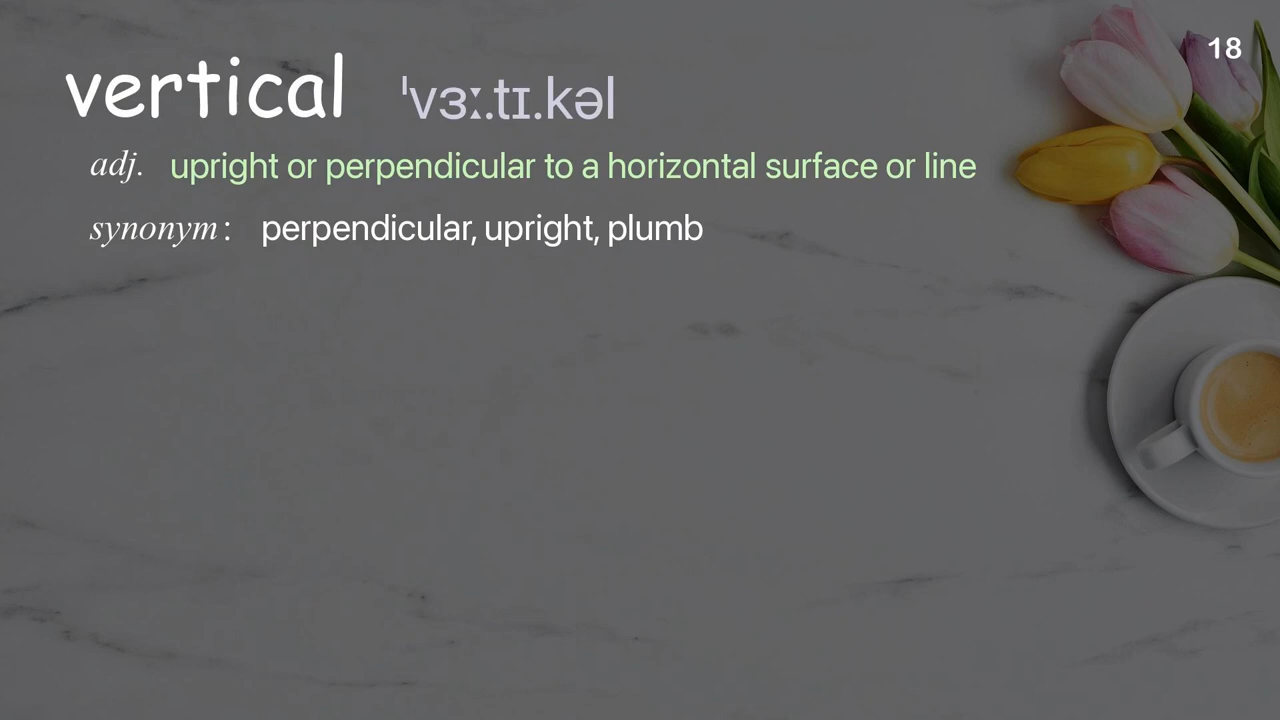 18
vertical ˈvɜː.tɪ.kəl
adj. upright or perpendicular to a horizontal surface or line
synonym : perpendicular, upright, plumb